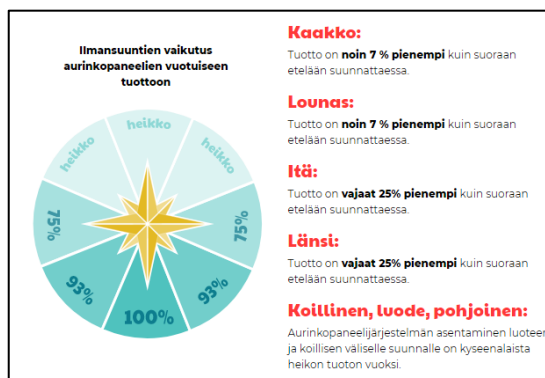 Ilmansuuntien vaikutus
aurinkopaneelien vuotuiseen
tuottoon
heikko
heikko
heikko
75%
75%
93%
93%
100%
Kaakko:
Tuotto on noin 7 % pienempi kuin suoraan
etelään suunnattaessa.
Lounas:
Tuotto on noin 7 % pienempi kuin suoraan
etelään suunnattaessa.
Itä:
Tuotto on vajaat 25% pienempi kuin suoraan
etelään suunnattaessa.
Länsi:
Tuotto on vajaat 25% pienempi kuin suoraan
etelään suunnattaessa.
Koillinen, luode, pohjoinen:
Aurinkopaneelijärjestelmän asentaminen luoteen
ja koillisen väliselle suunnalle on kyseenalaista
heikon tuoton vuoksi.